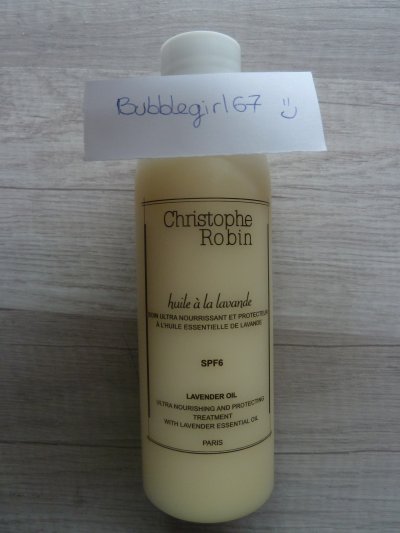 Bubblegirl67 :)
Christophe
Robin
huile à la lavande
SOIN ULTRA NOURRISSANT ET PROTECTEUR
À L'HUILE ESSENTIELLE DE LAVANDE
SPF6
LAVENDER OIL
ULTRA NOURISHING AND PROTECTING
TREATMENT
WITH LAVENDER ESSENTIAL OIL
PARIS